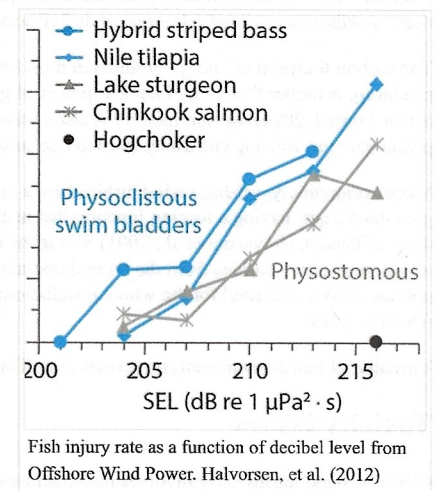 Hybrid striped bass
Nile tilapia
Lake sturgeon
Chinkook salmon
Hogchoker
Physoclistous
swim bladders
Physostomous
200 205 210 215
SEL (dB re 1 µPa² · s)
Fish injury rate as a function of decibel level from
Offshore Wind Power. Halvorsen, et al. (2012)